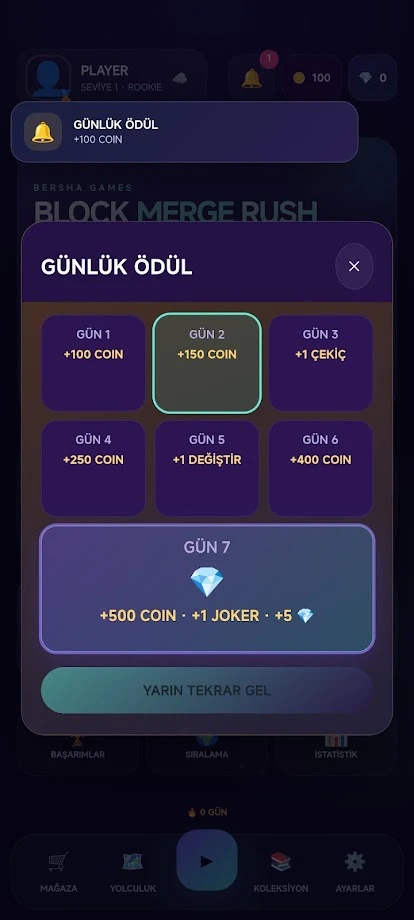 1
PLAYER
SEVİYE 1 · ROOKIE
100
0
GÜNLÜK ÖDÜL
+100 COIN
BERSHA GAMES
BLOCK MERGE RUSH
GÜNLÜK ÖDÜL
GÜN 1
+100 COIN
GÜN 2
+150 COIN
GÜN 3
+1 ÇEKİÇ
GÜN 4
+250 COIN
GÜN 5
+1 DEĞİŞTİR
GÜN 6
+400 COIN
GÜN 7
+500 COIN · +1 JOKER · +5
YARIN TEKRAR GEL
BAŞARIMLAR
SIRALAMA
İSTATİSTİK
0 GÜN
MAĞAZA
YOLCULUK
KOLEKSİYON
AYARLAR